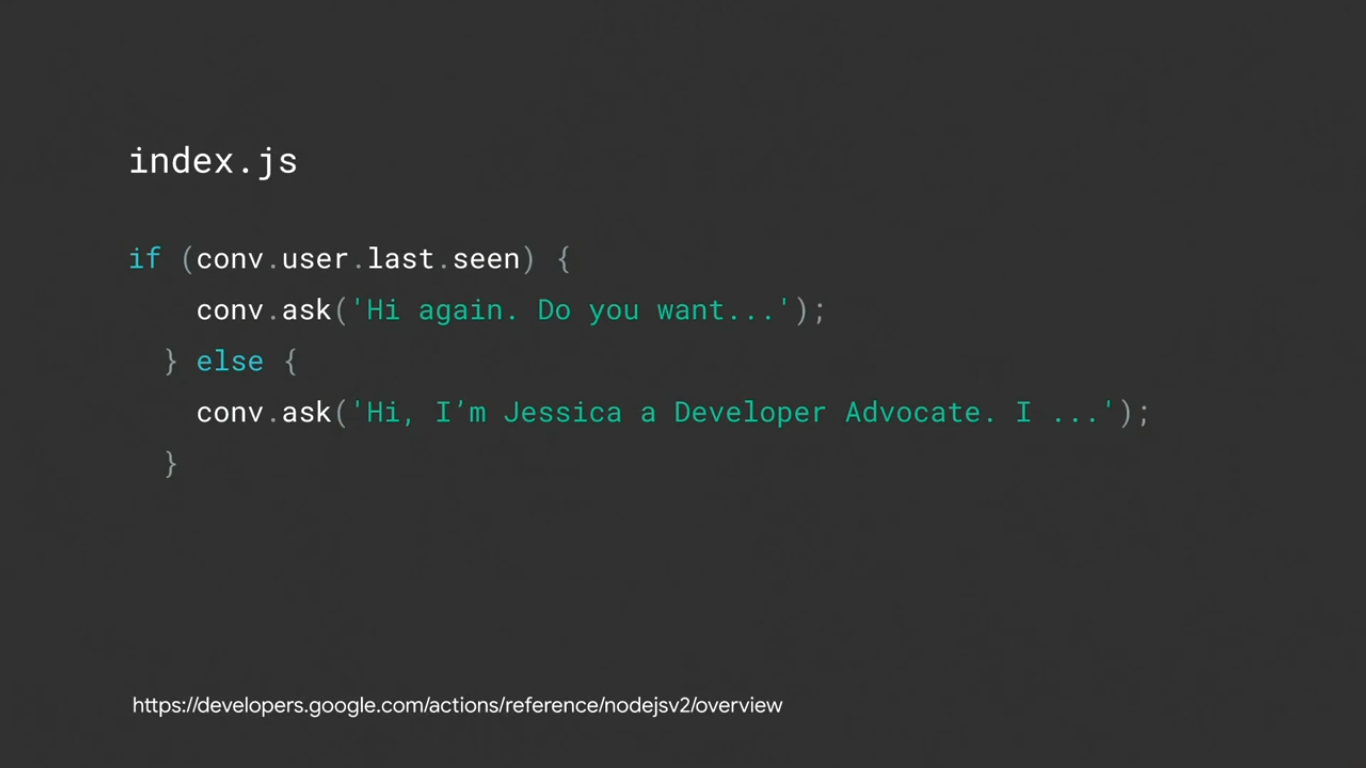 index.js
if (conv.user.last.seen) {
conv.ask('Hi again. Do you want...');
} else {
conv.ask('Hi, I’m Jessica a Developer Advocate. I ...');
}
https://developers.google.com/actions/reference/nodejsv2/overview